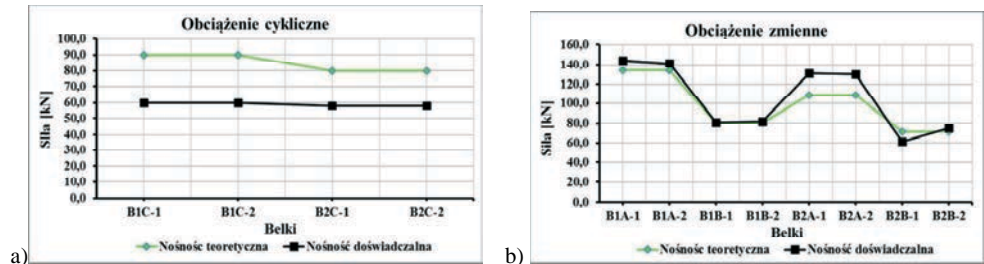 Obciążenie cykliczne
100,0
90,0
80,0
70,0
60,0
50,0
40,0
30,0
20,0
10,0
0,0
Siła [kN]
B1C-1 B1C-2 B2C-1 B2C-2
Belki
Nośnośc teoretyczna Nośność doświadczalna
a)
Obciążenie zmienne
160,0
140,0
120,0
100,0
80,0
60,0
40,0
20,0
0,0
Siła [kN]
B1A-1 B1A-2 B1B-1 B1B-2 B2A-1 B2A-2 B2B-1 B2B-2
Belki
Nośnośc teoretyczna Nośność doświadczalna
b)